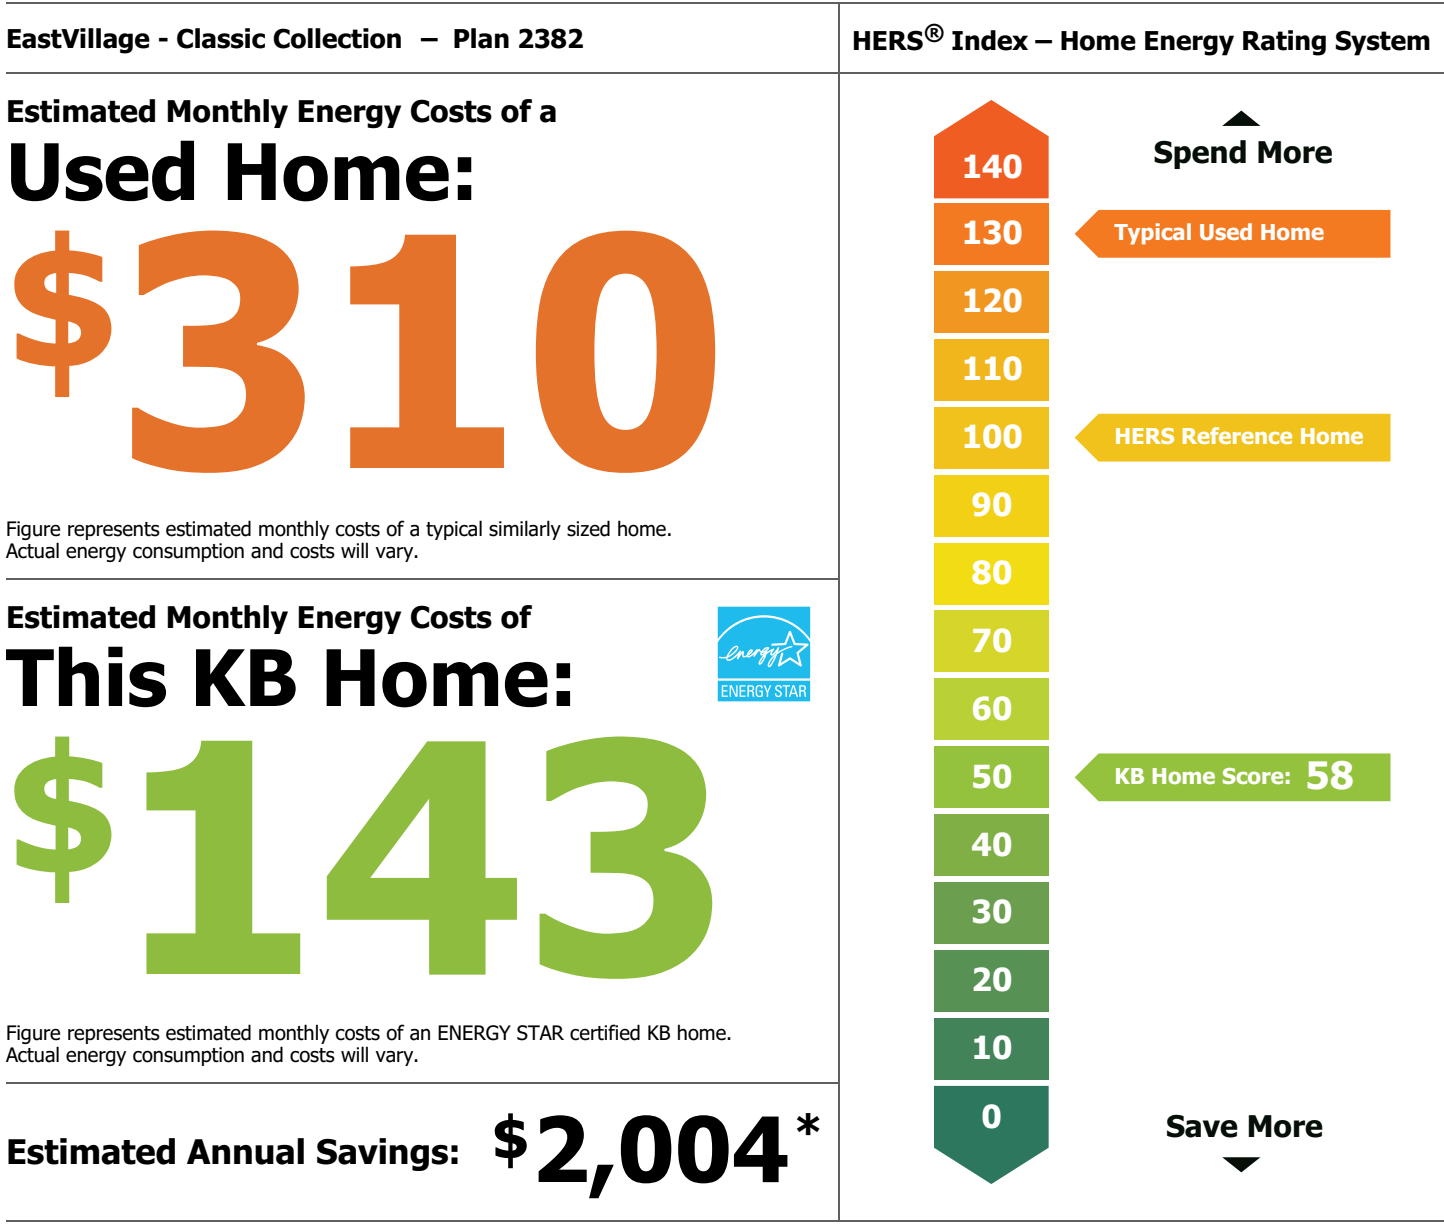 EastVillage - Classic Collection – Plan 2382
Estimated Monthly Energy Costs of a
Used Home:
$310
Figure represents estimated monthly costs of a typical similarly sized home.
Actual energy consumption and costs will vary.
Estimated Monthly Energy Costs of
This KB Home:
energy
ENERGY STAR
$143
Figure represents estimated monthly costs of an ENERGY STAR certified KB home.
Actual energy consumption and costs will vary.
Estimated Annual Savings: $2,004*
HERS® Index – Home Energy Rating System
Spend More
140
130 Typical Used Home
120
110
100 HERS Reference Home
90
80
70
60
50 KB Home Score: 58
40
30
20
10
0
Save More